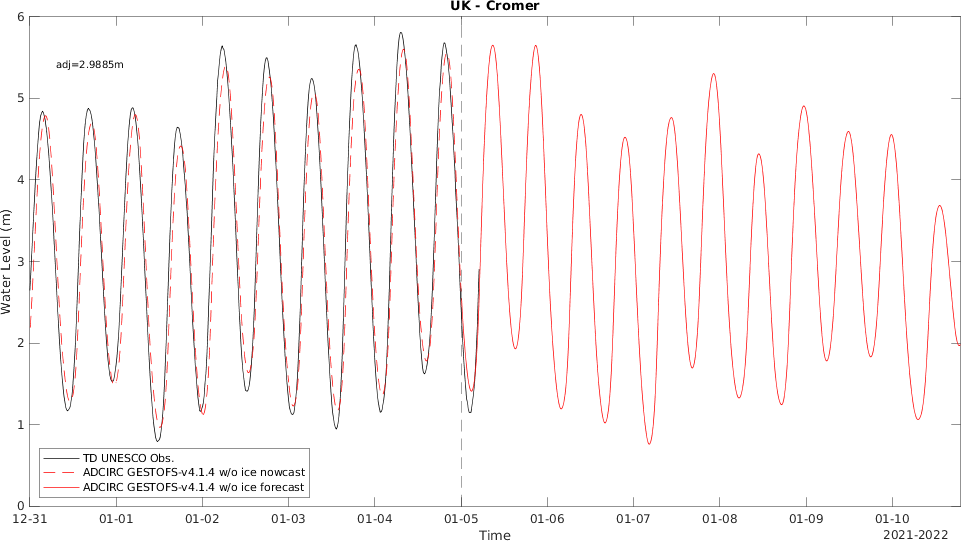 UK - Cromer
adj=2.9885m
6
5
4
3
2
1
0
Water Level (m)
TD UNESCO Obs.
ADCIRC GESTOFS-v4.1.4 w/o ice nowcast
ADCIRC GESTOFS-v4.1.4 w/o ice forecast
12-31 01-01 01-02 01-03 01-04 01-05 01-06 01-07 01-08 01-09 01-10
Time
2021-2022